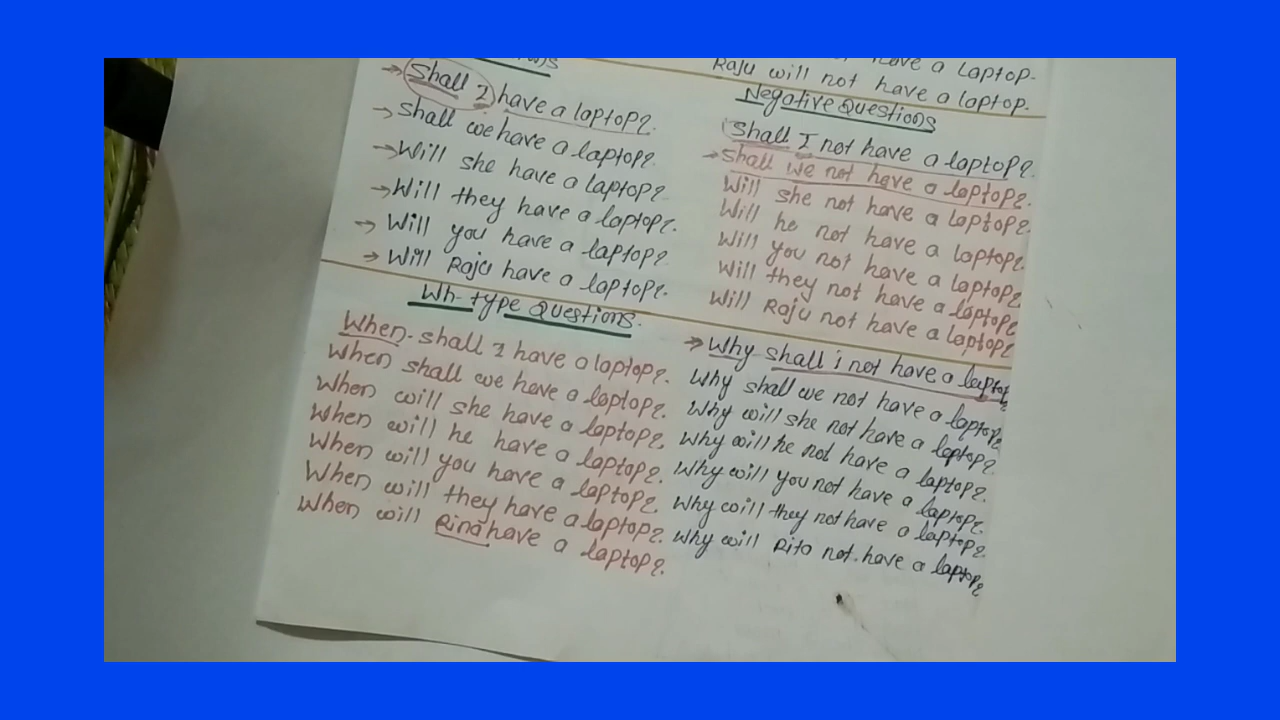 Shall I have a laptop?
Shall we have a laptop?
Will she have a laptop?
Will they have a laptop?
Will you have a laptop?
Will Raju have a laptop?
have a laptop.
Raju will not have a laptop.
Negative Questions
Shall I not have a laptop?
Shall we not have a laptop?
Will she not have a laptop?
Will he not have a laptop?
Will you not have a laptop?
Will they not have a laptop?
Will Raju not have a laptop?
Wh-type Questions.
When shall I have a laptop?
When shall we have a laptop?
When will she have a laptop?
When will he have a laptop?
When will you have a laptop?
When will they have a laptop?
When will Rina have a laptop?
Why shall i not have a laptop
Why shall we not have a laptop?
Why will she not have a laptop?
Why will he not have a laptop?
Why will you not have a laptop?
Why will they not have a laptop?
Why will Rita not have a laptop?